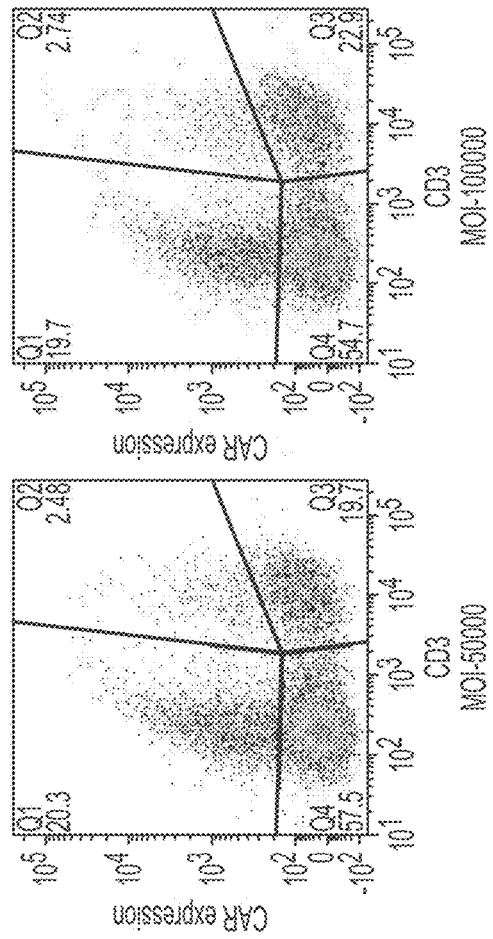 CAR expression
10^5
10^4
10^3
10^2
0
-10^2
Q1
20.3
Q2
2.48
Q3
19.7
Q4
57.5
10^1
10^2
10^3
10^4
10^5
CD3
MOI-50000
CAR expression
10^5
10^4
10^3
10^2
0
-10^2
Q1
19.7
Q2
2.74
Q3
22.9
Q4
54.7
10^1
10^2
10^3
10^4
10^5
CD3
MOI-100000